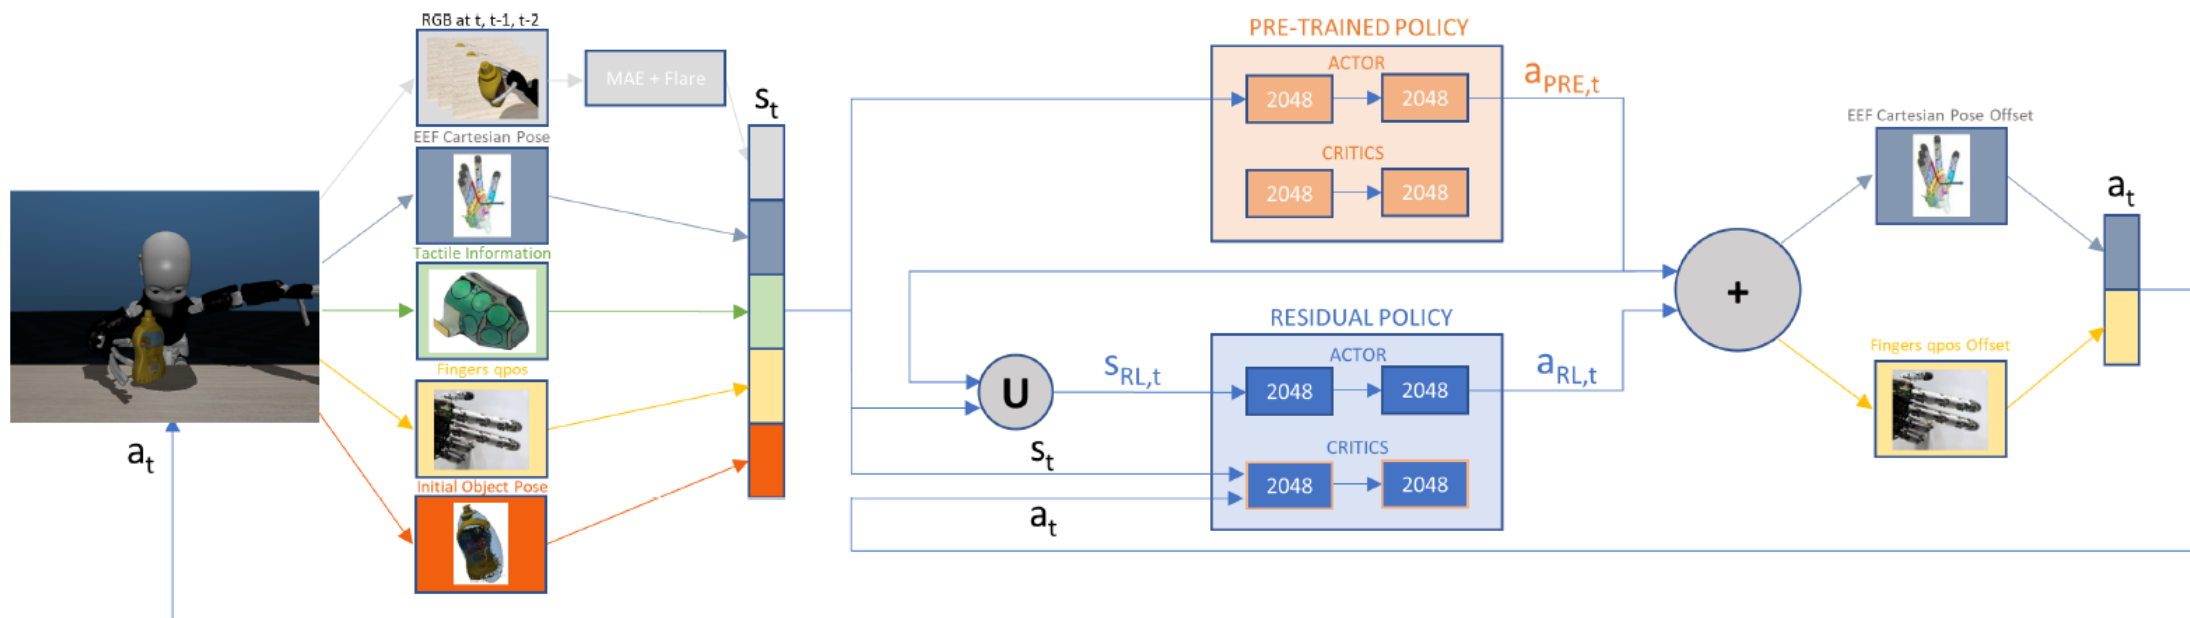 RGB at t, t-1, t-2
MAE + Flare
EEF Cartesian Pose
Tactile Information
Fingers qpos
Initial Object Pose
a_t
s_t
PRE-TRAINED POLICY
ACTOR
2048
2048
CRITICS
2048
2048
a_PRE,t
U
s_RL,t
s_t
a_t
RESIDUAL POLICY
ACTOR
2048
2048
CRITICS
2048
2048
a_RL,t
+
EEF Cartesian Pose Offset
Fingers qpos Offset
a_t